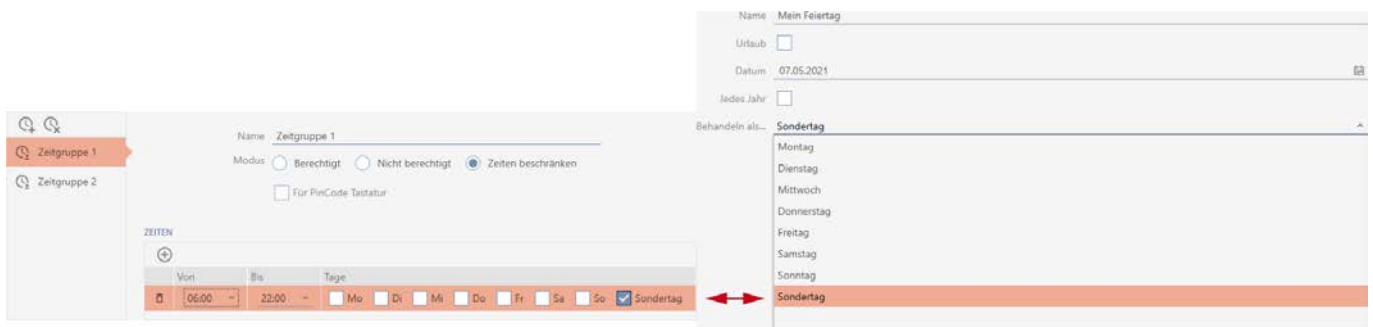 Name Mein Feiertag
Urlaub
Datum 07.05.2021
Jedes Jahr
Behandeln als... Sondertag
Montag
Dienstag
Mittwoch
Donnerstag
Freitag
Samstag
Sonntag
Sondertag
Zeitgruppe 1
Zeitgruppe 2
Name Zeitgruppe 1
Modus Berechtigt Nicht berechtigt Zeiten beschränken
Für PinCode Tastatur
ZEITEN
Von Bis Tage
06:00 22:00 Mo Di Mi Do Fr Sa So Sondertag